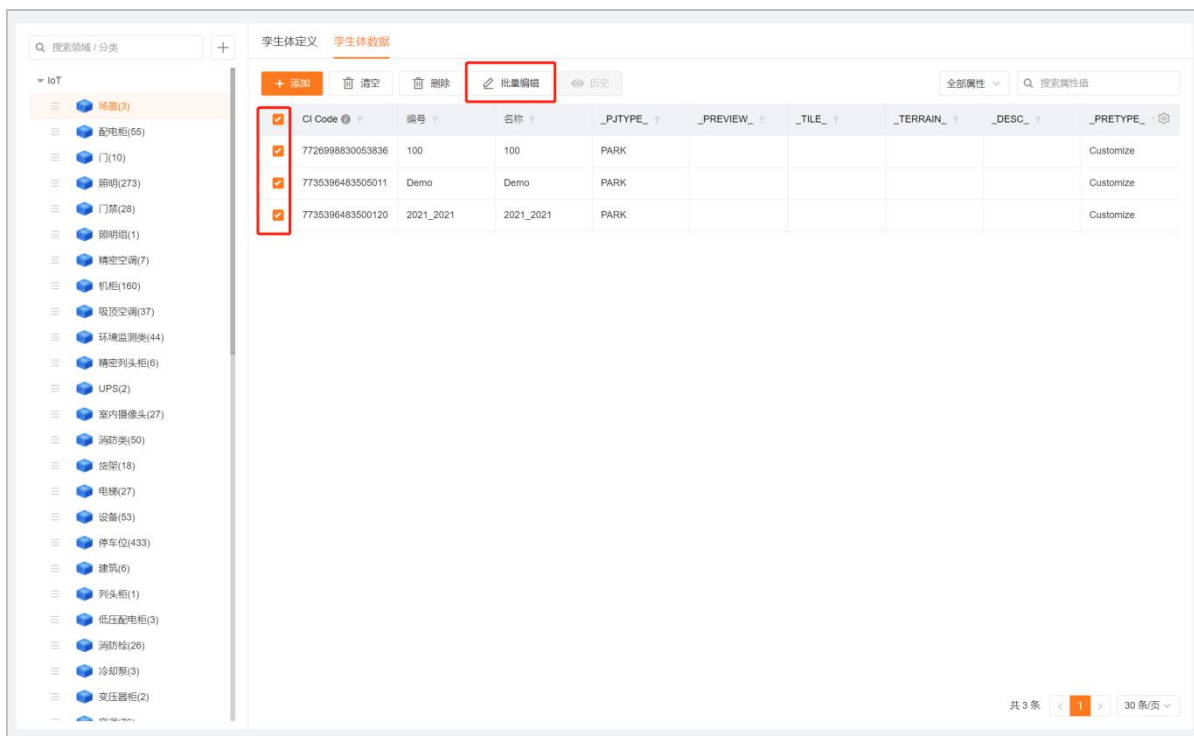 搜索领域 / 分类
孪生体定义 孪生体数据
IoT
场景(3)
配电柜(55)
门(10)
照明(273)
门禁(28)
照明组(1)
精密空调(7)
机柜(160)
吸顶空调(37)
环境监测类(44)
精密列头柜(6)
UPS(2)
室内摄像头(27)
消防类(50)
货架(18)
电梯(27)
设备(53)
停车位(433)
建筑(6)
列头柜(1)
低压配电柜(3)
消防栓(26)
冷却泵(3)
变压器柜(2)
添加 清空 删除 批量编辑 历史 全部属性 搜索属性值
CI Code 编号 名称 _PJTYPE_ _PREVIEW_ _TILE_ _TERRAIN_ _DESC_ _PRETYPE_
7726998830053836 100 100 PARK Customize
7735396483505011 Demo Demo PARK Customize
7735396483500120 2021_2021 2021_2021 PARK Customize
共 3 条 < 1 > 30 条/页